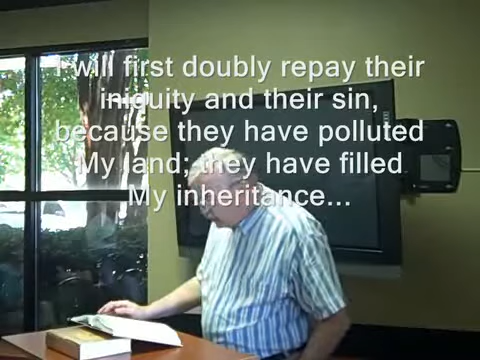 I will first doubly repay their
iniquity and their sin,
because they have polluted
My land; they have filled
My inheritance...